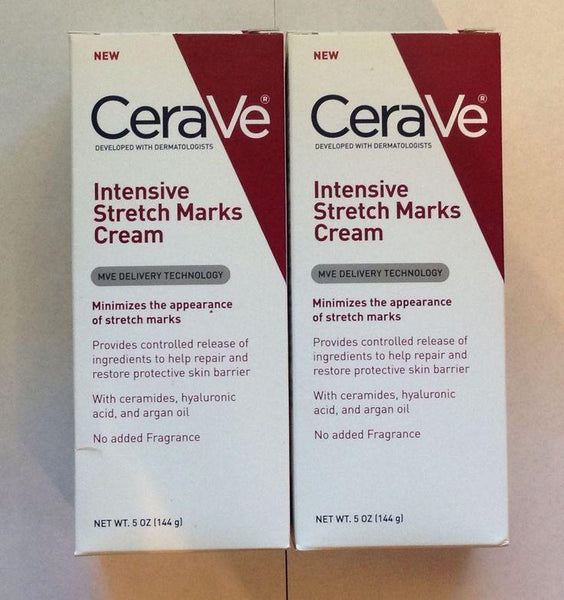 NEW
CeraVe®
DEVELOPED WITH DERMATOLOGISTS
Intensive
Stretch Marks
Cream
MVE DELIVERY TECHNOLOGY
Minimizes the appearance
of stretch marks
Provides controlled release of
ingredients to help repair and
restore protective skin barrier
With ceramides, hyaluronic
acid, and argan oil
No added Fragrance
NET WT. 5 OZ (144 g)
NEW
CeraVe®
DEVELOPED WITH DERMATOLOGISTS
Intensive
Stretch Marks
Cream
MVE DELIVERY TECHNOLOGY
Minimizes the appearance
of stretch marks
Provides controlled release of
ingredients to help repair and
restore protective skin barrier
With ceramides, hyaluronic
acid, and argan oil
No added Fragrance
NET WT. 5 OZ (144 g)